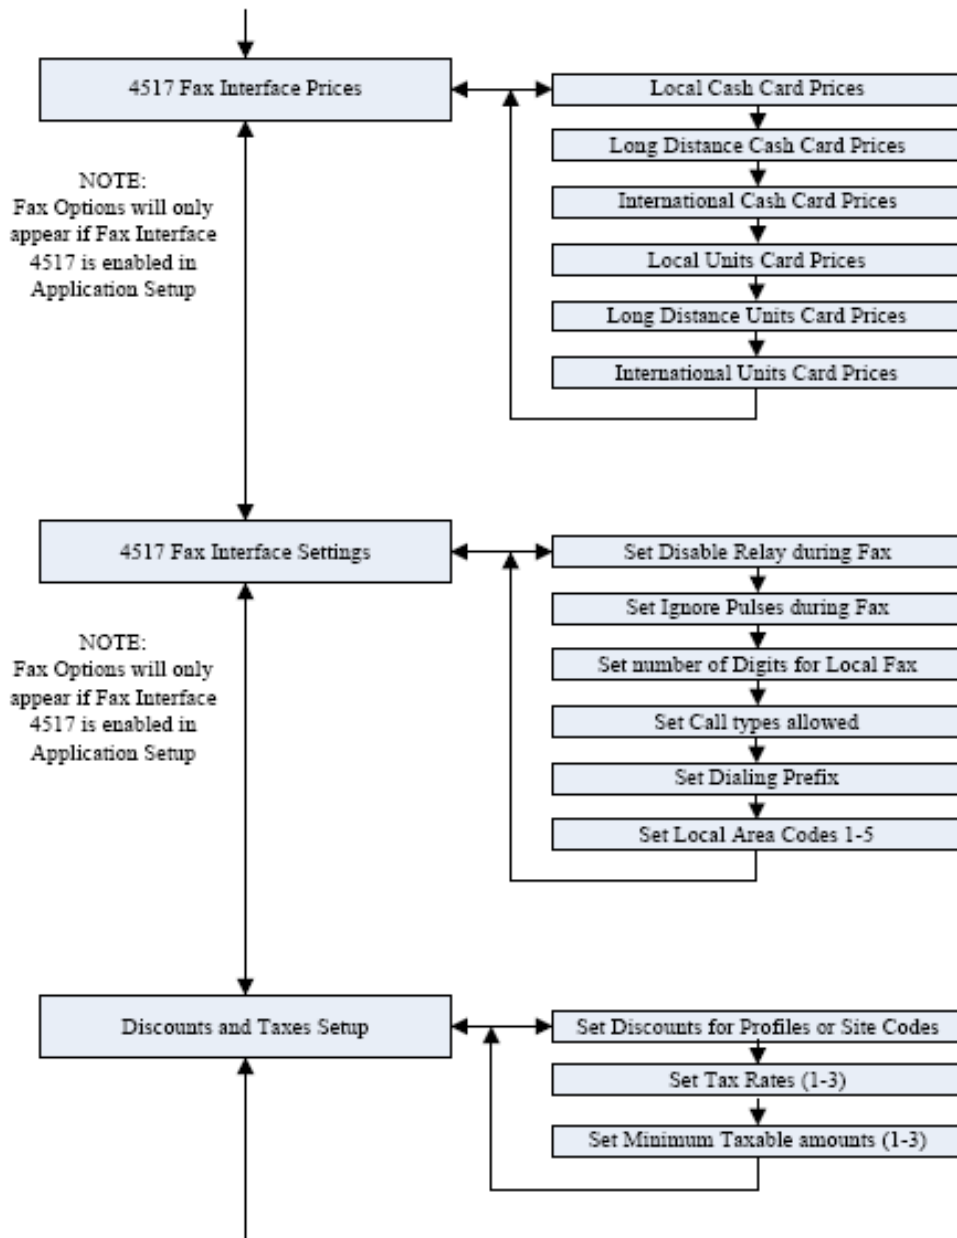 4517 Fax Interface Prices
Local Cash Card Prices
Long Distance Cash Card Prices
International Cash Card Prices
Local Units Card Prices
Long Distance Units Card Prices
International Units Card Prices
NOTE:
Fax Options will only
appear if Fax Interface
4517 is enabled in
Application Setup
4517 Fax Interface Settings
Set Disable Relay during Fax
Set Ignore Pulses during Fax
Set number of Digits for Local Fax
Set Call types allowed
Set Dialing Prefix
Set Local Area Codes 1-5
NOTE:
Fax Options will only
appear if Fax Interface
4517 is enabled in
Application Setup
Discounts and Taxes Setup
Set Discounts for Profiles or Site Codes
Set Tax Rates (1-3)
Set Minimum Taxable amounts (1-3)